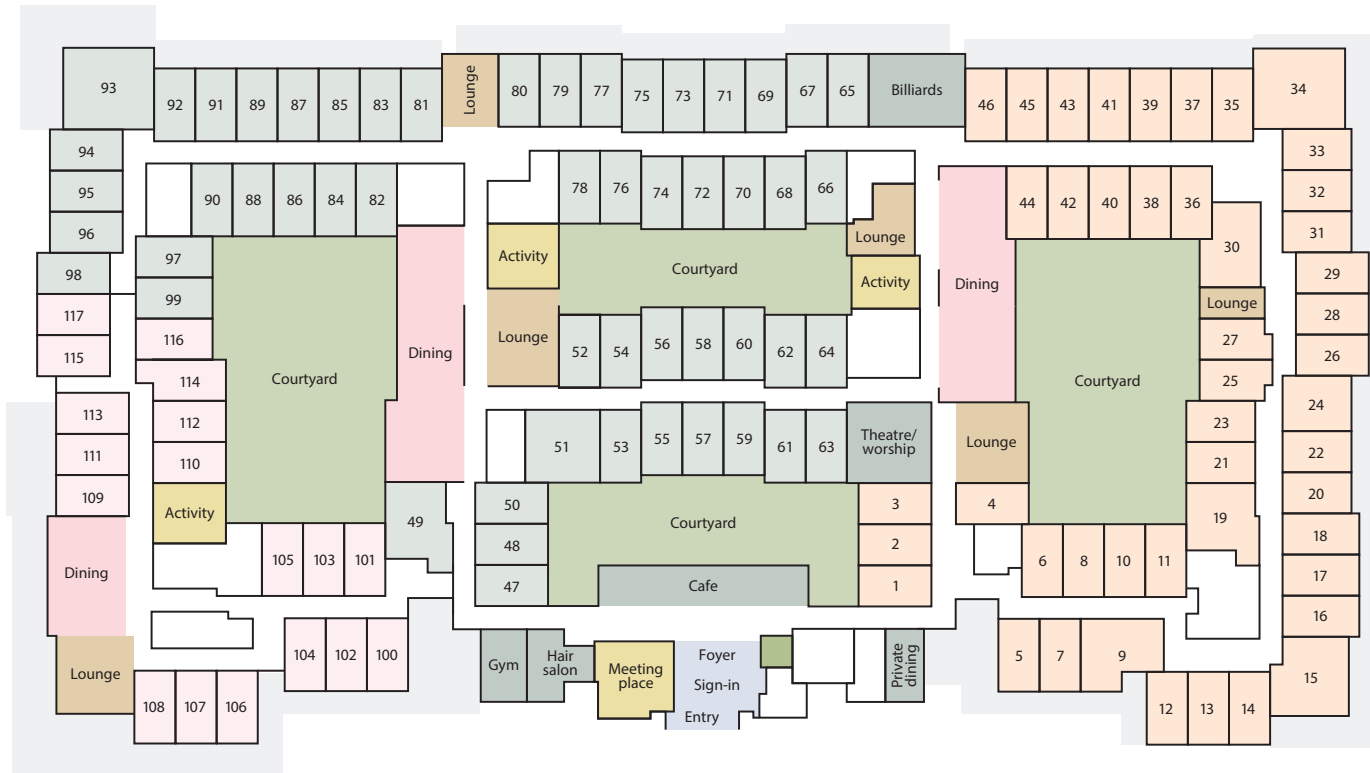 93
92 91 89 87 85 83 81
Lounge
80 79 77 75 73 71 69 67 65
Billiards
46 45 43 41 39 37 35
34
94
95
96
98
117
115
113
111
109
Dining
Lounge
108 107 106
104 102 100
90 88 86 84 82
97
99
116
114
112
110
Activity
Courtyard
Dining
105 103 101
49
78 76 74 72 70 68 66
Lounge
Activity
Courtyard
Activity
Lounge
52 54 56 58 60 62 64
51 53 55 57 59 61 63
Theatre/
worship
50
48
47
Courtyard
Cafe
3
2
1
Gym
Hair
salon
Meeting
place
Foyer
Sign-in
Entry
Private
dining
44 42 40 38 36
30
Lounge
27
25
23
21
19
Dining
Courtyard
Lounge
4
6 8 10 11
5 7 9
12 13 14
15
33
32
31
29
28
26
24
22
20
18
17
16